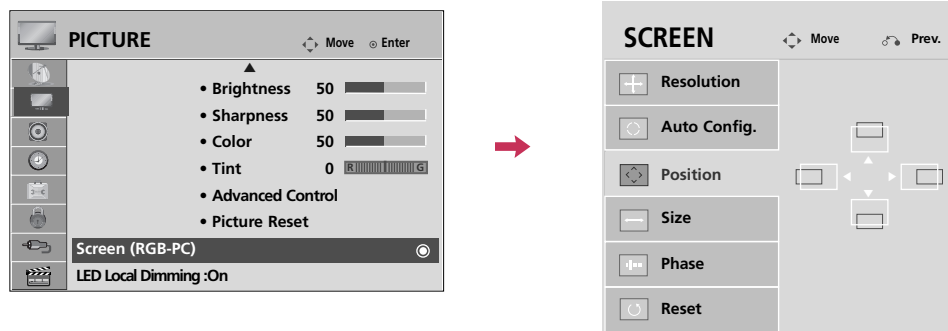 PICTURE
Move
Enter
• Brightness 50
• Sharpness 50
• Color 50
• Tint 0 R G
• Advanced Control
• Picture Reset
Screen (RGB-PC)
LED Local Dimming :On
SCREEN
Move
Prev.
Resolution
Auto Config.
Position
Size
Phase
Reset